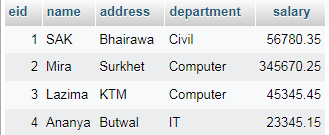 eid name address department salary
1 SAK Bhairawa Civil 56780.35
2 Mira Surkhet Computer 345670.25
3 Lazima KTM Computer 45345.45
4 Ananya Butwal IT 23345.15